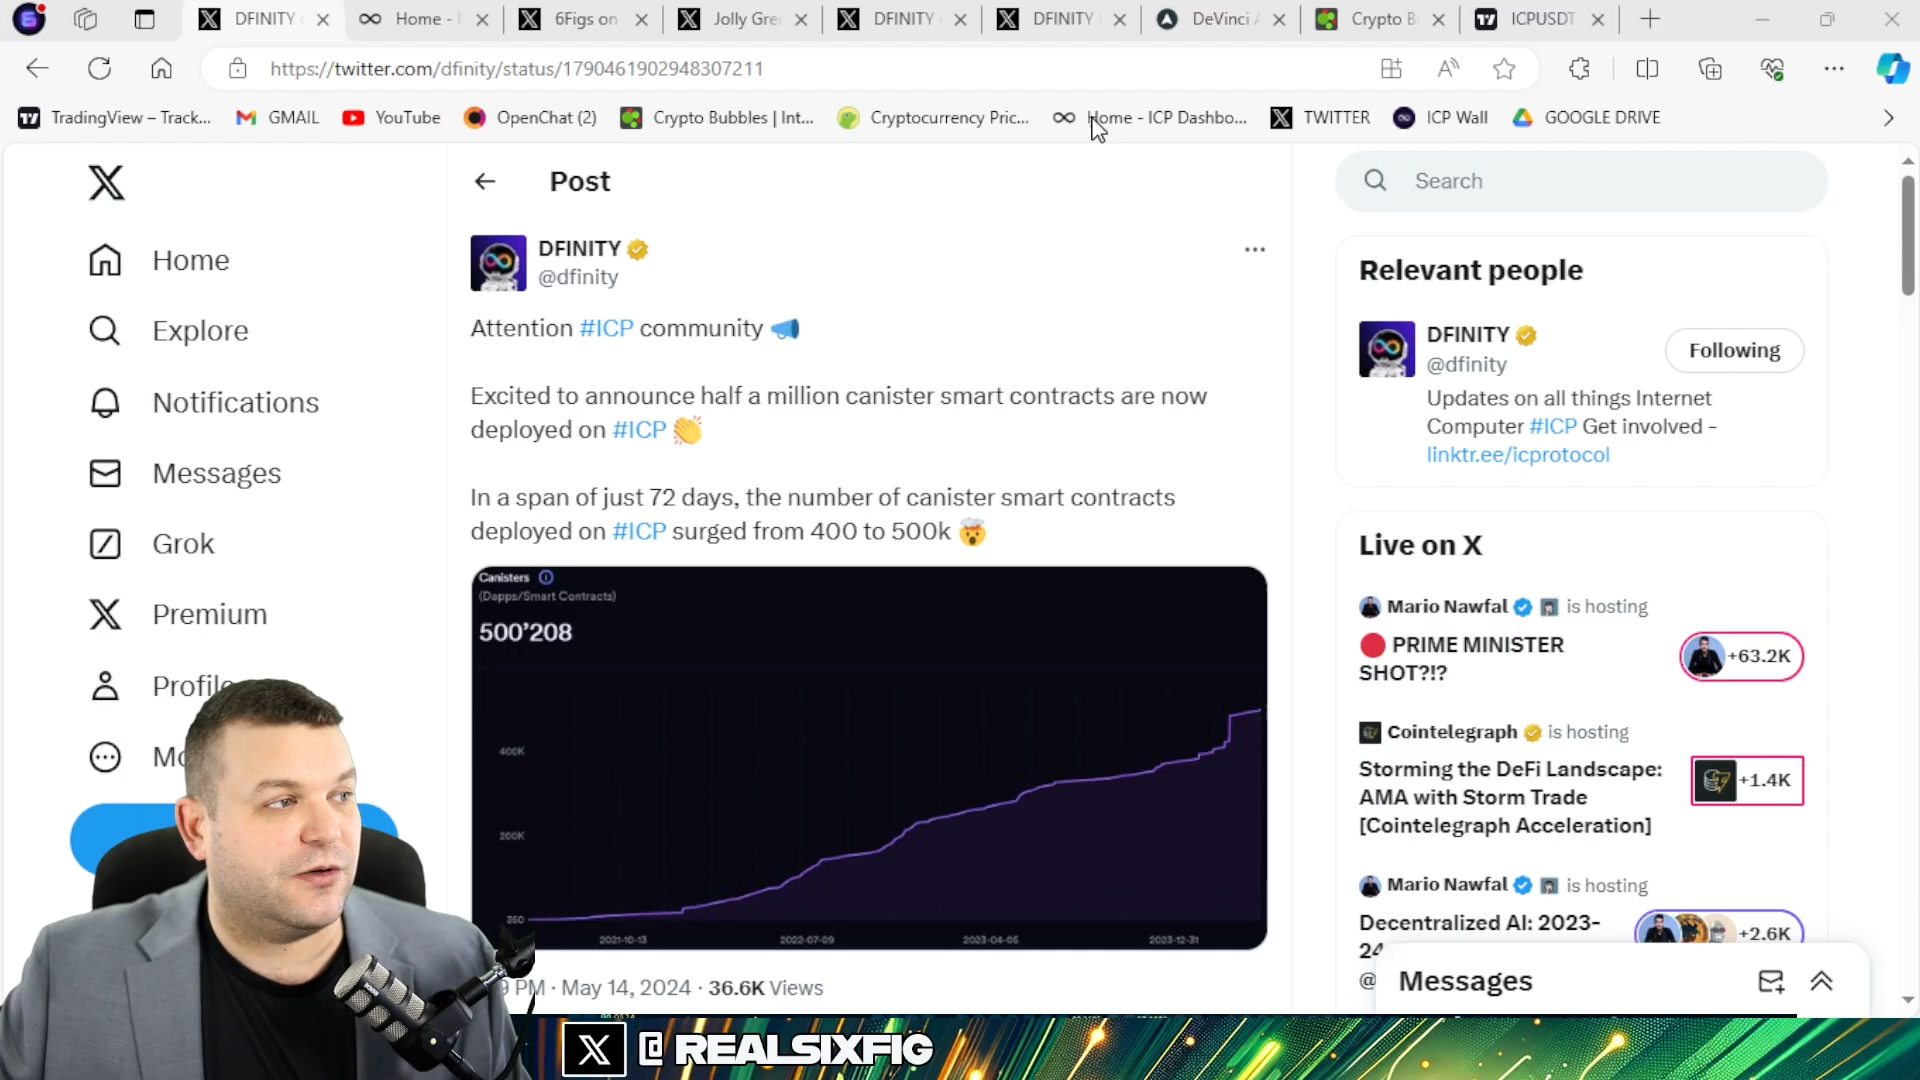 DFINITY
Home -
6Figs on
Jolly Gre
DFINITY
DFINITY
DeVinci
Crypto B
ICPUSDT
https://twitter.com/dfinity/status/1790461902948307211
TradingView – Track...
GMAIL
YouTube
OpenChat (2)
Crypto Bubbles | Int...
Cryptocurrency Pric...
Home - ICP Dashbo...
TWITTER
ICP Wall
GOOGLE DRIVE
Home
Explore
Notifications
Messages
Grok
Premium
Profile
Post
DFINITY
@dfinity
Attention #ICP community 📣
Excited to announce half a million canister smart contracts are now
deployed on #ICP 👏
In a span of just 72 days, the number of canister smart contracts
deployed on #ICP surged from 400 to 500k 🤯
Canisters
(Dapps/Smart Contracts)
500’208
400K
200K
350
2021-10-13
2022-07-09
2023-04-05
2023-12-31
9 PM · May 14, 2024 · 36.6K Views
Search
Relevant people
DFINITY
@dfinity
Following
Updates on all things Internet
Computer #ICP Get involved -
linktr.ee/icprotocol
Live on X
Mario Nawfal is hosting
🔴 PRIME MINISTER
SHOT?!?
+63.2K
Cointelegraph is hosting
Storming the DeFi Landscape:
AMA with Storm Trade
[Cointelegraph Acceleration]
+1.4K
Mario Nawfal is hosting
Decentralized AI: 2023-
24
+2.6K
@
Messages
X @ REALSIXFIG